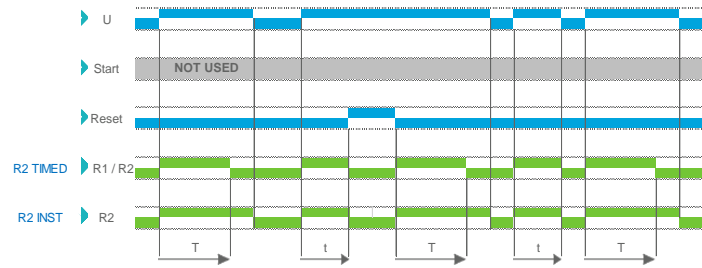 U
Start NOT USED
Reset
R2 TIMED R1 / R2
R2 INST R2
T t T t T